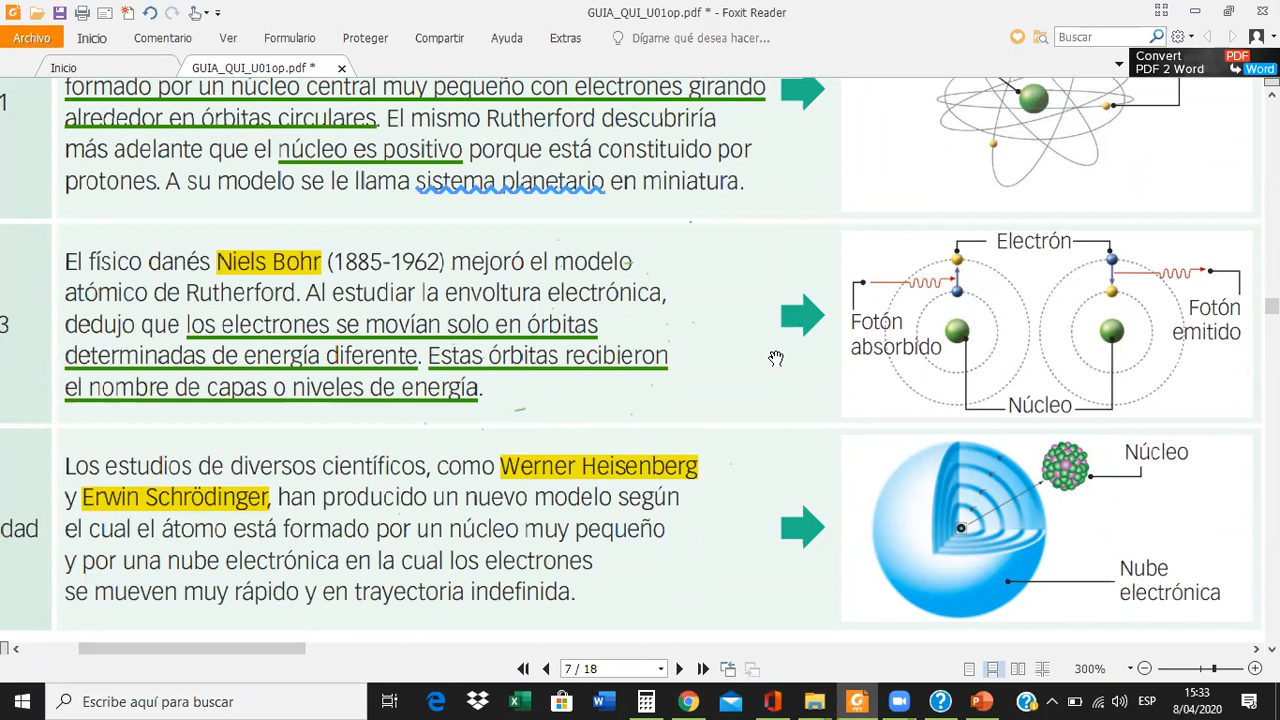 GUIA_QUI_U01op.pdf * - Foxit Reader
Archivo Inicio Comentario Ver Formulario Proteger Compartir Ayuda Extras Dígame qué desea hacer... Buscar
Inicio GUIA_QUI_U01op.pdf *
Convert PDF
PDF 2 Word Word
1
formado por un núcleo central muy pequeño con electrones girando
alrededor en órbitas circulares. El mismo Rutherford descubriría
más adelante que el núcleo es positivo porque está constituido por
protones. A su modelo se le llama sistema planetario en miniatura.
3
El físico danés Niels Bohr (1885-1962) mejoró el modelo
atómico de Rutherford. Al estudiar la envoltura electrónica,
dedujo que los electrones se movían solo en órbitas
determinadas de energía diferente. Estas órbitas recibieron
el nombre de capas o niveles de energía.
Electrón
Fotón
absorbido
Fotón
emitido
Núcleo
dad
Los estudios de diversos científicos, como Werner Heisenberg
y Erwin Schrödinger, han producido un nuevo modelo según
el cual el átomo está formado por un núcleo muy pequeño
y por una nube electrónica en la cual los electrones
se mueven muy rápido y en trayectoria indefinida.
Núcleo
Nube
electrónica
7 / 18
300%
Escribe aquí para buscar
ESP
15:33
8/04/2020